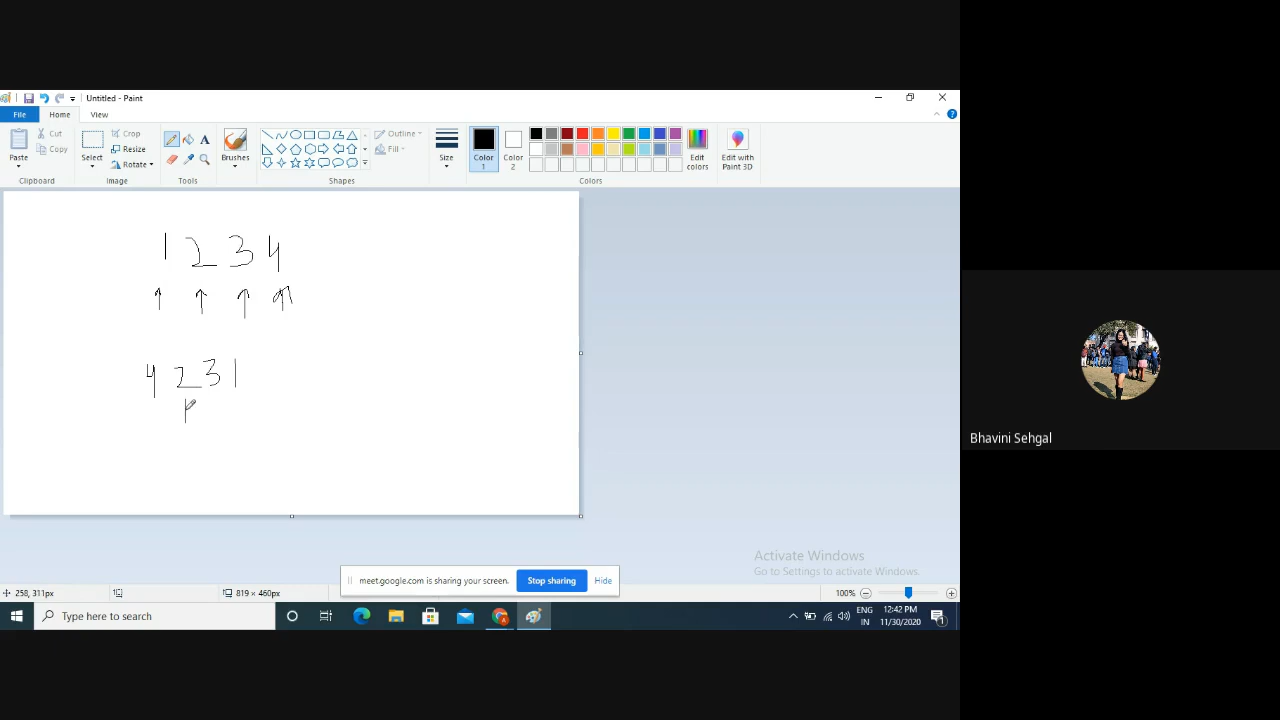 Untitled - Paint
File Home View
Paste Cut Copy Clipboard
Select Crop Resize Rotate Image
Tools
Brushes
Outline Fill Shapes
Size
Color 1 Color 2 Edit colors Colors
Edit with Paint 3D
1 2 3 4
4 2 3 1
Bhavini Sehgal
Activate Windows
Go to Settings to activate Windows.
meet.google.com is sharing your screen. Stop sharing Hide
258, 311px 819 × 460px 100%
Type here to search
ENG IN 12:42 PM 11/30/2020 1